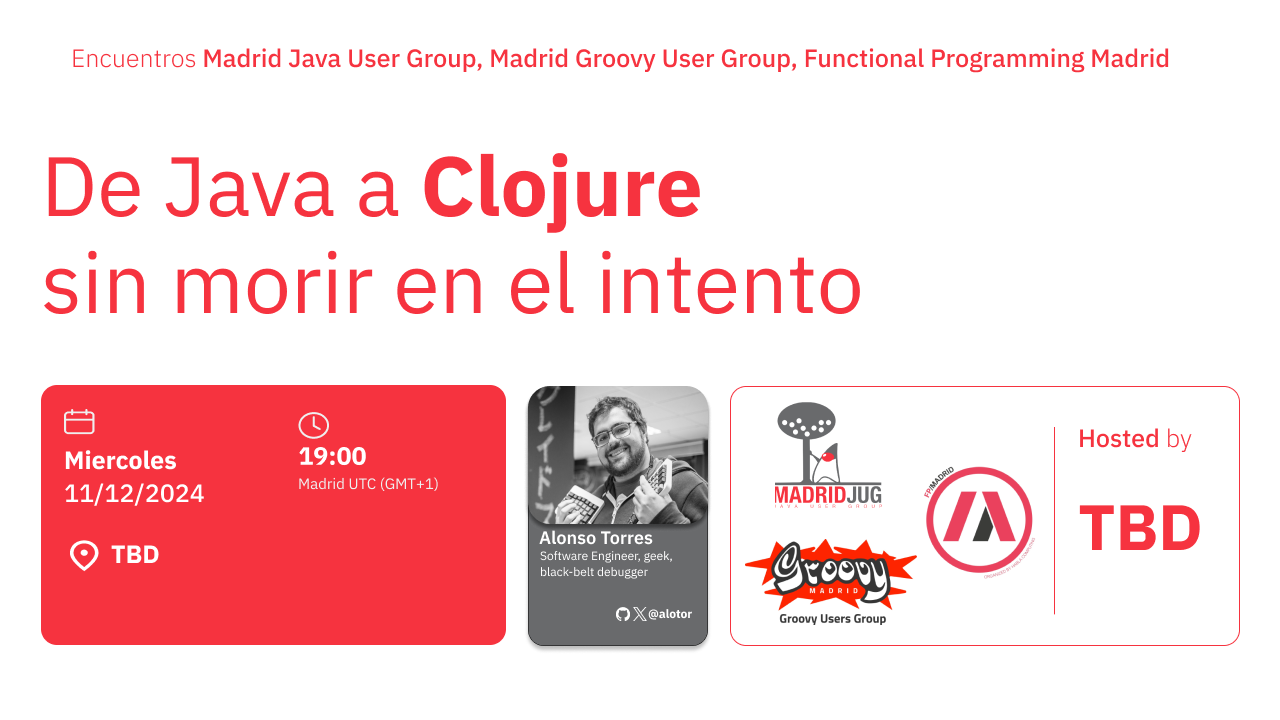 Encuentros Madrid Java User Group, Madrid Groovy User Group, Functional Programming Madrid
De Java a Clojure
sin morir en el intento
Miercoles
11/12/2024
19:00
Madrid UTC (GMT+1)
TBD
Alonso Torres
Software Engineer, geek,
black-belt debugger
@alotor
MADRIDJUG
JAVA USER GROUP
Groovy
MADRID
Groovy Users Group
FP/MADRID
Hosted by
TBD